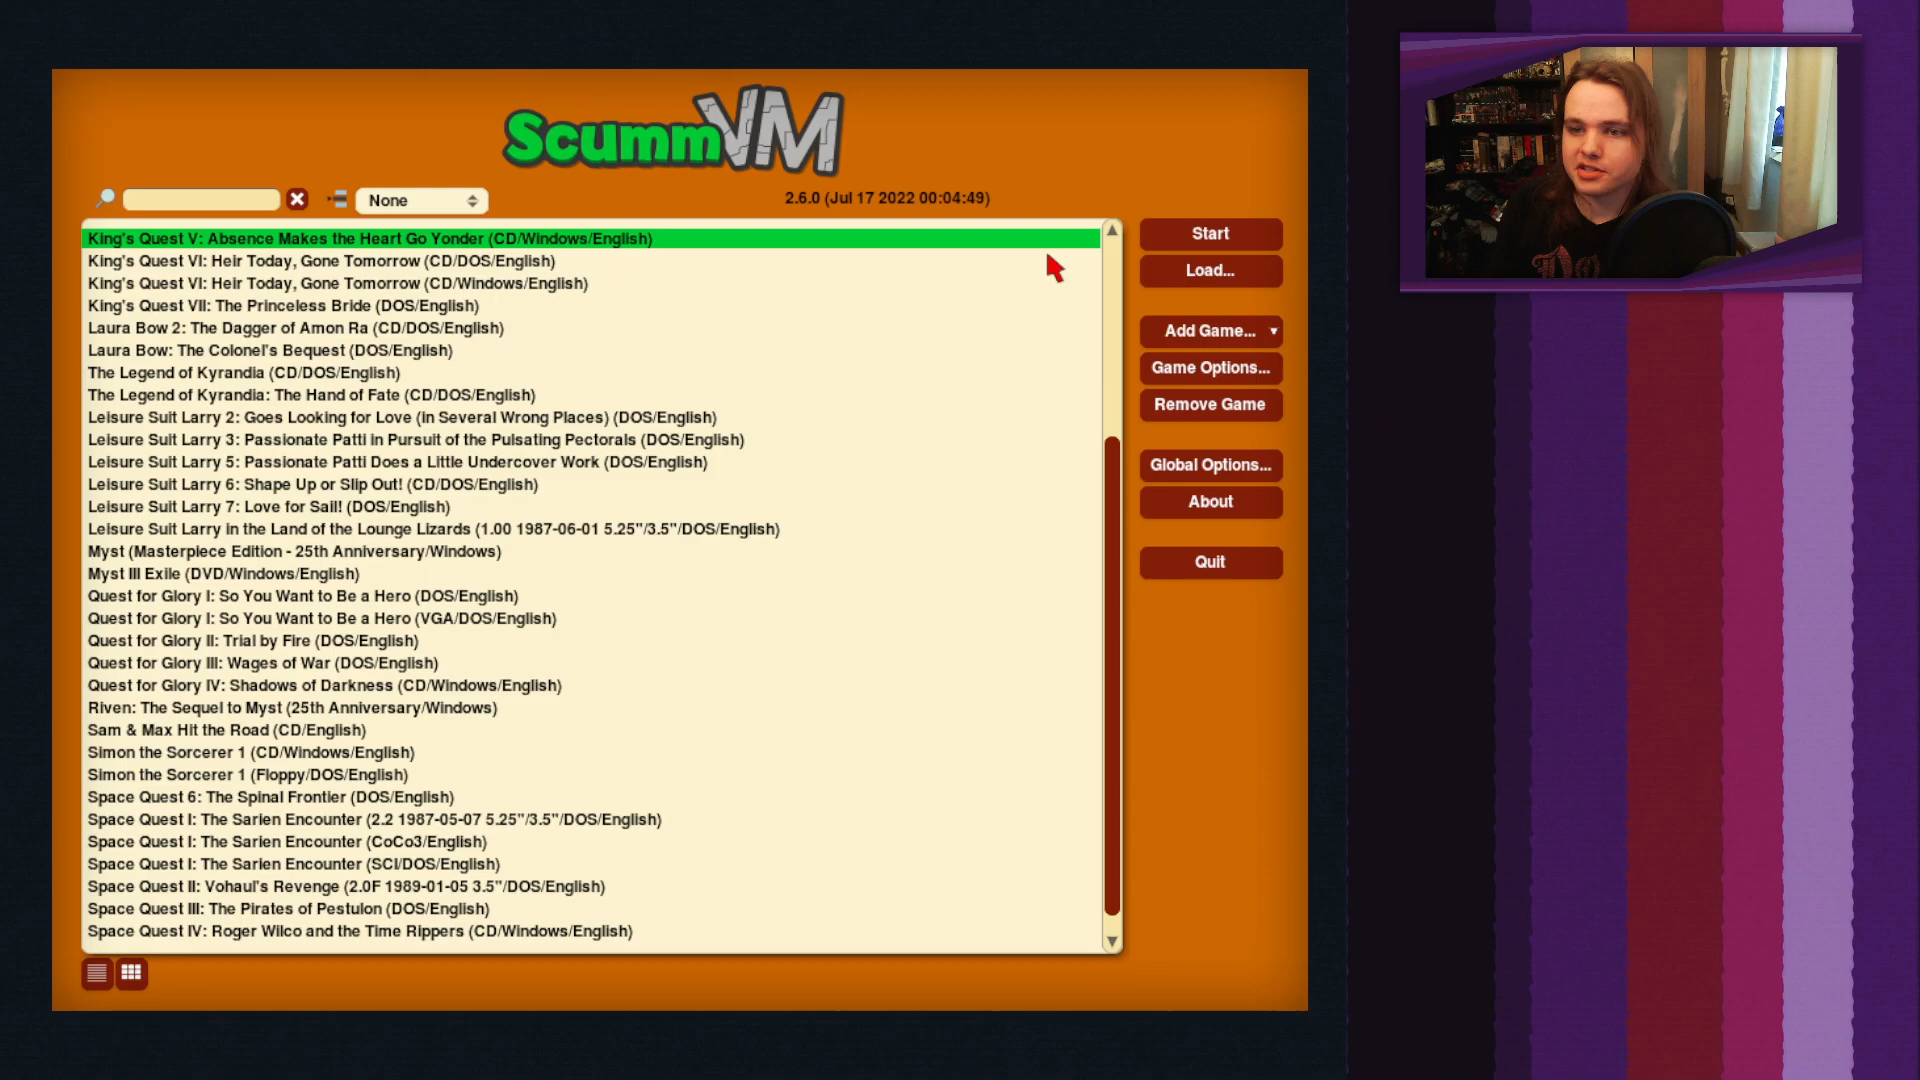 ScummVM
None
2.6.0 (Jul 17 2022 00:04:49)
King's Quest V: Absence Makes the Heart Go Yonder (CD/Windows/English)
King's Quest VI: Heir Today, Gone Tomorrow (CD/DOS/English)
King's Quest VI: Heir Today, Gone Tomorrow (CD/Windows/English)
King's Quest VII: The Princeless Bride (DOS/English)
Laura Bow 2: The Dagger of Amon Ra (CD/DOS/English)
Laura Bow: The Colonel's Bequest (DOS/English)
The Legend of Kyrandia (CD/DOS/English)
The Legend of Kyrandia: The Hand of Fate (CD/DOS/English)
Leisure Suit Larry 2: Goes Looking for Love (in Several Wrong Places) (DOS/English)
Leisure Suit Larry 3: Passionate Patti in Pursuit of the Pulsating Pectorals (DOS/English)
Leisure Suit Larry 5: Passionate Patti Does a Little Undercover Work (DOS/English)
Leisure Suit Larry 6: Shape Up or Slip Out! (CD/DOS/English)
Leisure Suit Larry 7: Love for Sail! (DOS/English)
Leisure Suit Larry in the Land of the Lounge Lizards (1.00 1987-06-01 5.25"/3.5"/DOS/English)
Myst (Masterpiece Edition - 25th Anniversary/Windows)
Myst III Exile (DVD/Windows/English)
Quest for Glory I: So You Want to Be a Hero (DOS/English)
Quest for Glory I: So You Want to Be a Hero (VGA/DOS/English)
Quest for Glory II: Trial by Fire (DOS/English)
Quest for Glory III: Wages of War (DOS/English)
Quest for Glory IV: Shadows of Darkness (CD/Windows/English)
Riven: The Sequel to Myst (25th Anniversary/Windows)
Sam & Max Hit the Road (CD/English)
Simon the Sorcerer 1 (CD/Windows/English)
Simon the Sorcerer 1 (Floppy/DOS/English)
Space Quest 6: The Spinal Frontier (DOS/English)
Space Quest I: The Sarien Encounter (2.2 1987-05-07 5.25"/3.5"/DOS/English)
Space Quest I: The Sarien Encounter (CoCo3/English)
Space Quest I: The Sarien Encounter (SCI/DOS/English)
Space Quest II: Vohaul's Revenge (2.0F 1989-01-05 3.5"/DOS/English)
Space Quest III: The Pirates of Pestulon (DOS/English)
Space Quest IV: Roger Wilco and the Time Rippers (CD/Windows/English)
Start
Load...
Add Game...
Game Options...
Remove Game
Global Options...
About
Quit